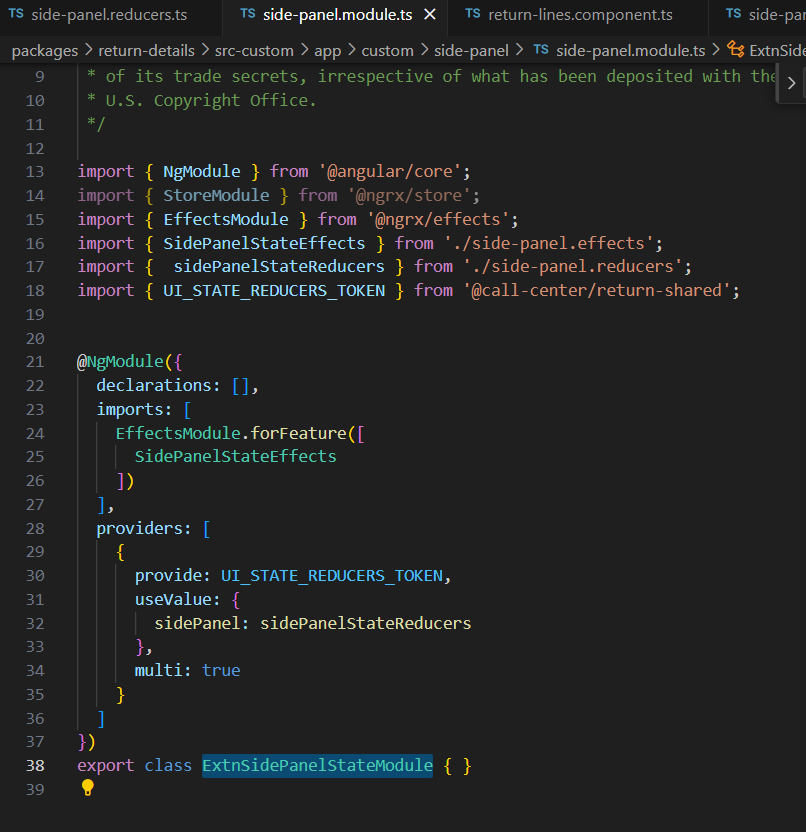 TS side-panel.reducers.ts TS side-panel.module.ts × TS return-lines.component.ts TS side-pa
packages > return-details > src-custom > app > custom > side-panel > TS side-panel.module.ts > ExtnSide
9 * of its trade secrets, irrespective of what has been deposited with the
10 * U.S. Copyright Office.
11 */
12
13 import { NgModule } from '@angular/core';
14 import { StoreModule } from '@ngrx/store';
15 import { EffectsModule } from '@ngrx/effects';
16 import { SidePanelStateEffects } from './side-panel.effects';
17 import {  sidePanelStateReducers } from './side-panel.reducers';
18 import { UI_STATE_REDUCERS_TOKEN } from '@call-center/return-shared';
19
20
21 @NgModule({
22   declarations: [],
23   imports: [
24     EffectsModule.forFeature([
25       SidePanelStateEffects
26     ])
27   ],
28   providers: [
29     {
30       provide: UI_STATE_REDUCERS_TOKEN,
31       useValue: {
32         sidePanel: sidePanelStateReducers
33       },
34       multi: true
35     }
36   ]
37 })
38 export class ExtnSidePanelStateModule { }
39